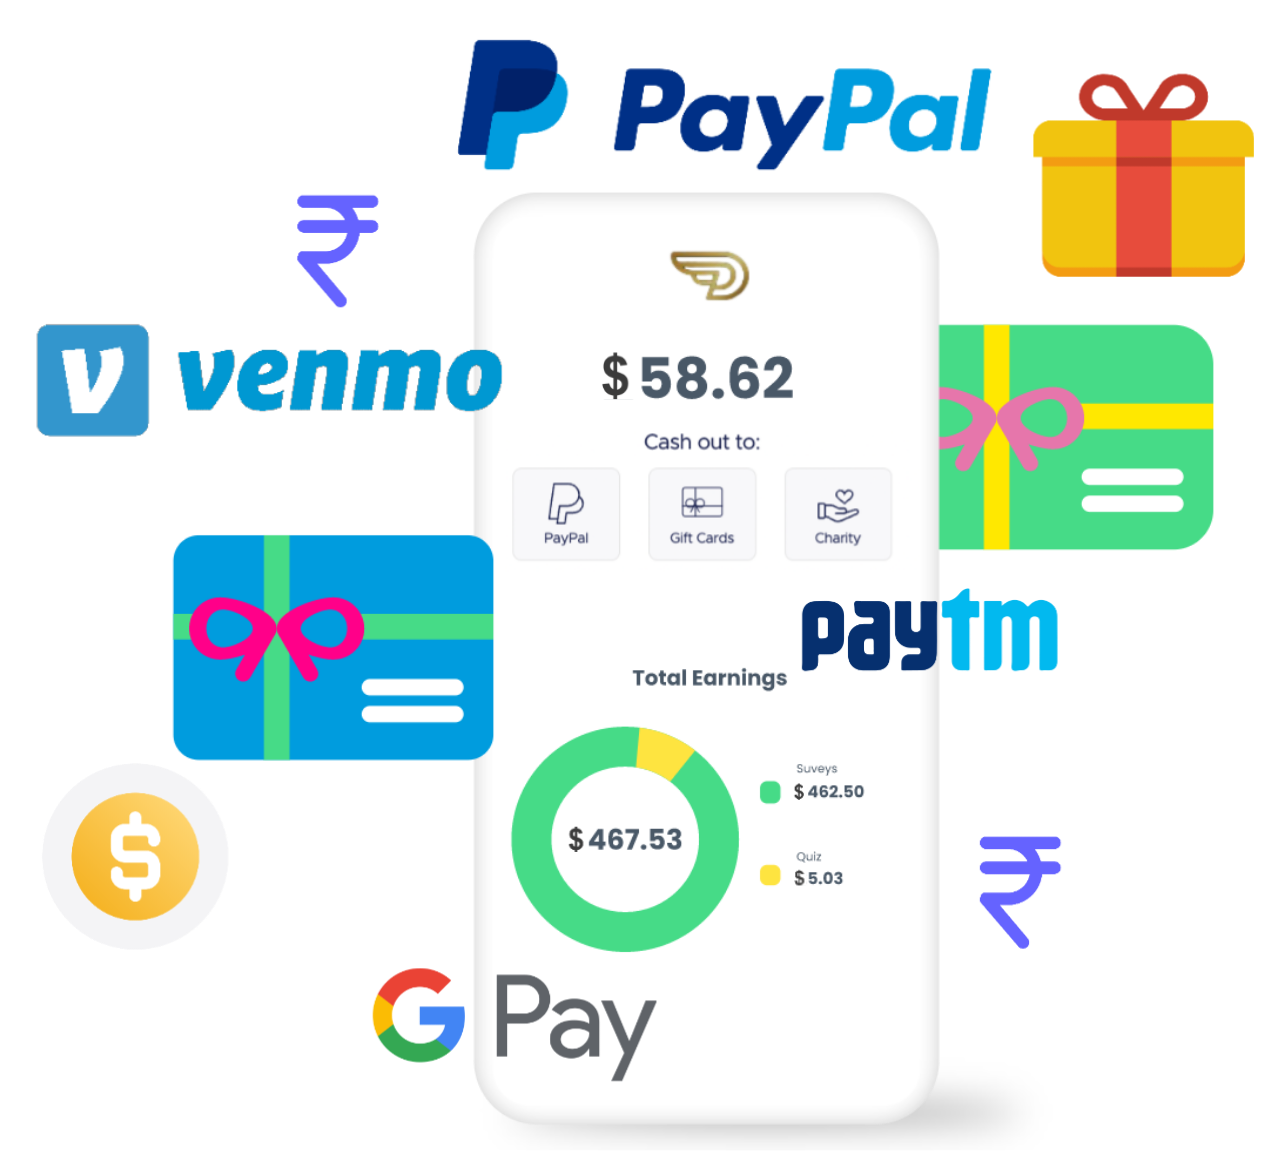 PayPal
venmo
$ 58.62
Cash out to:
PayPal
Gift Cards
Charity
paytm
Total Earnings
Suveys
$ 462.50
$ 467.53
Quiz
$ 5.03
G Pay